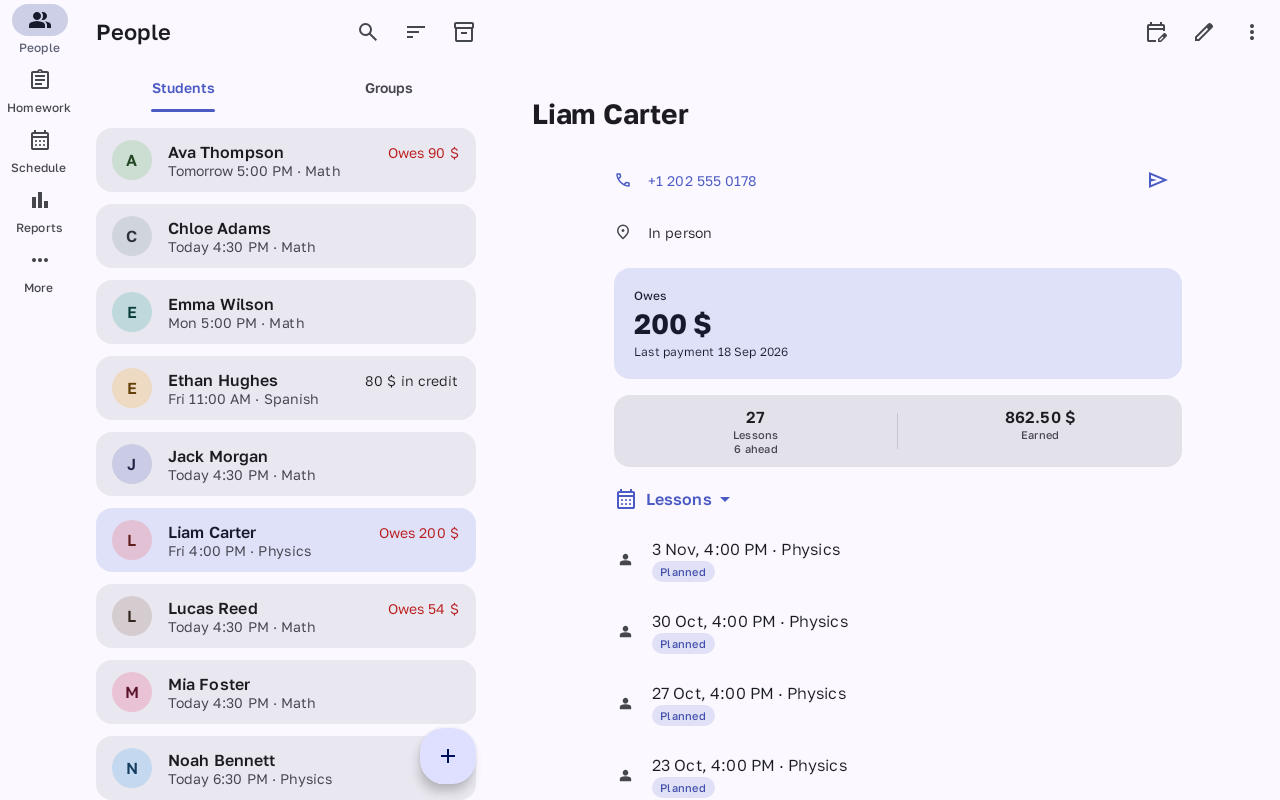 People
Homework
Schedule
Reports
More
People
Students
Groups
A
Ava Thompson
Owes 90 $
Tomorrow 5:00 PM · Math
C
Chloe Adams
Today 4:30 PM · Math
E
Emma Wilson
Mon 5:00 PM · Math
E
Ethan Hughes
80 $ in credit
Fri 11:00 AM · Spanish
J
Jack Morgan
Today 4:30 PM · Math
L
Liam Carter
Owes 200 $
Fri 4:00 PM · Physics
L
Lucas Reed
Owes 54 $
Today 4:30 PM · Math
M
Mia Foster
Today 4:30 PM · Math
N
Noah Bennett
Today 6:30 PM · Physics
Liam Carter
+1 202 555 0178
In person
Owes
200 $
Last payment 18 Sep 2026
27
Lessons
6 ahead
862.50 $
Earned
Lessons
3 Nov, 4:00 PM · Physics
Planned
30 Oct, 4:00 PM · Physics
Planned
27 Oct, 4:00 PM · Physics
Planned
23 Oct, 4:00 PM · Physics
Planned